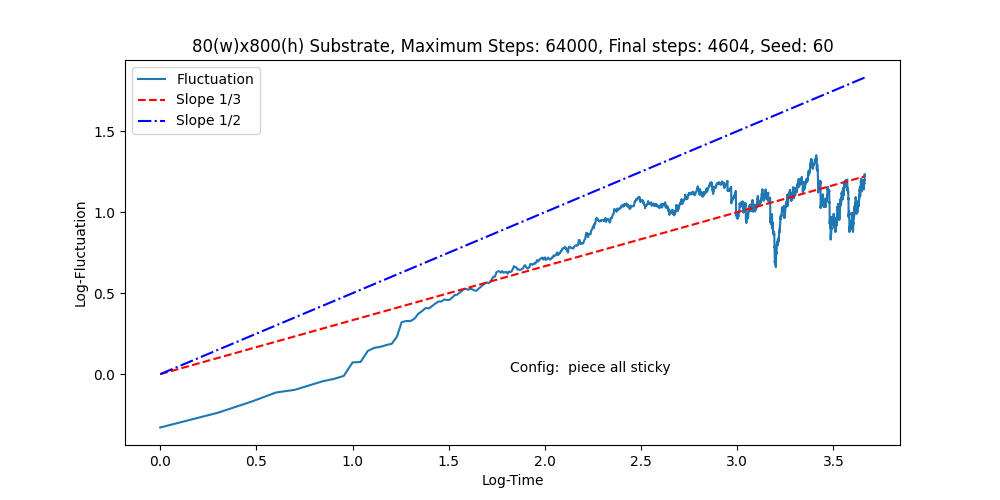 80(w)x800(h) Substrate, Maximum Steps: 64000, Final steps: 4604, Seed: 60
Fluctuation
Slope 1/3
Slope 1/2
1.5
1.0
0.5
0.0
Log-Fluctuation
Config:  piece all sticky
0.0 0.5 1.0 1.5 2.0 2.5 3.0 3.5
Log-Time